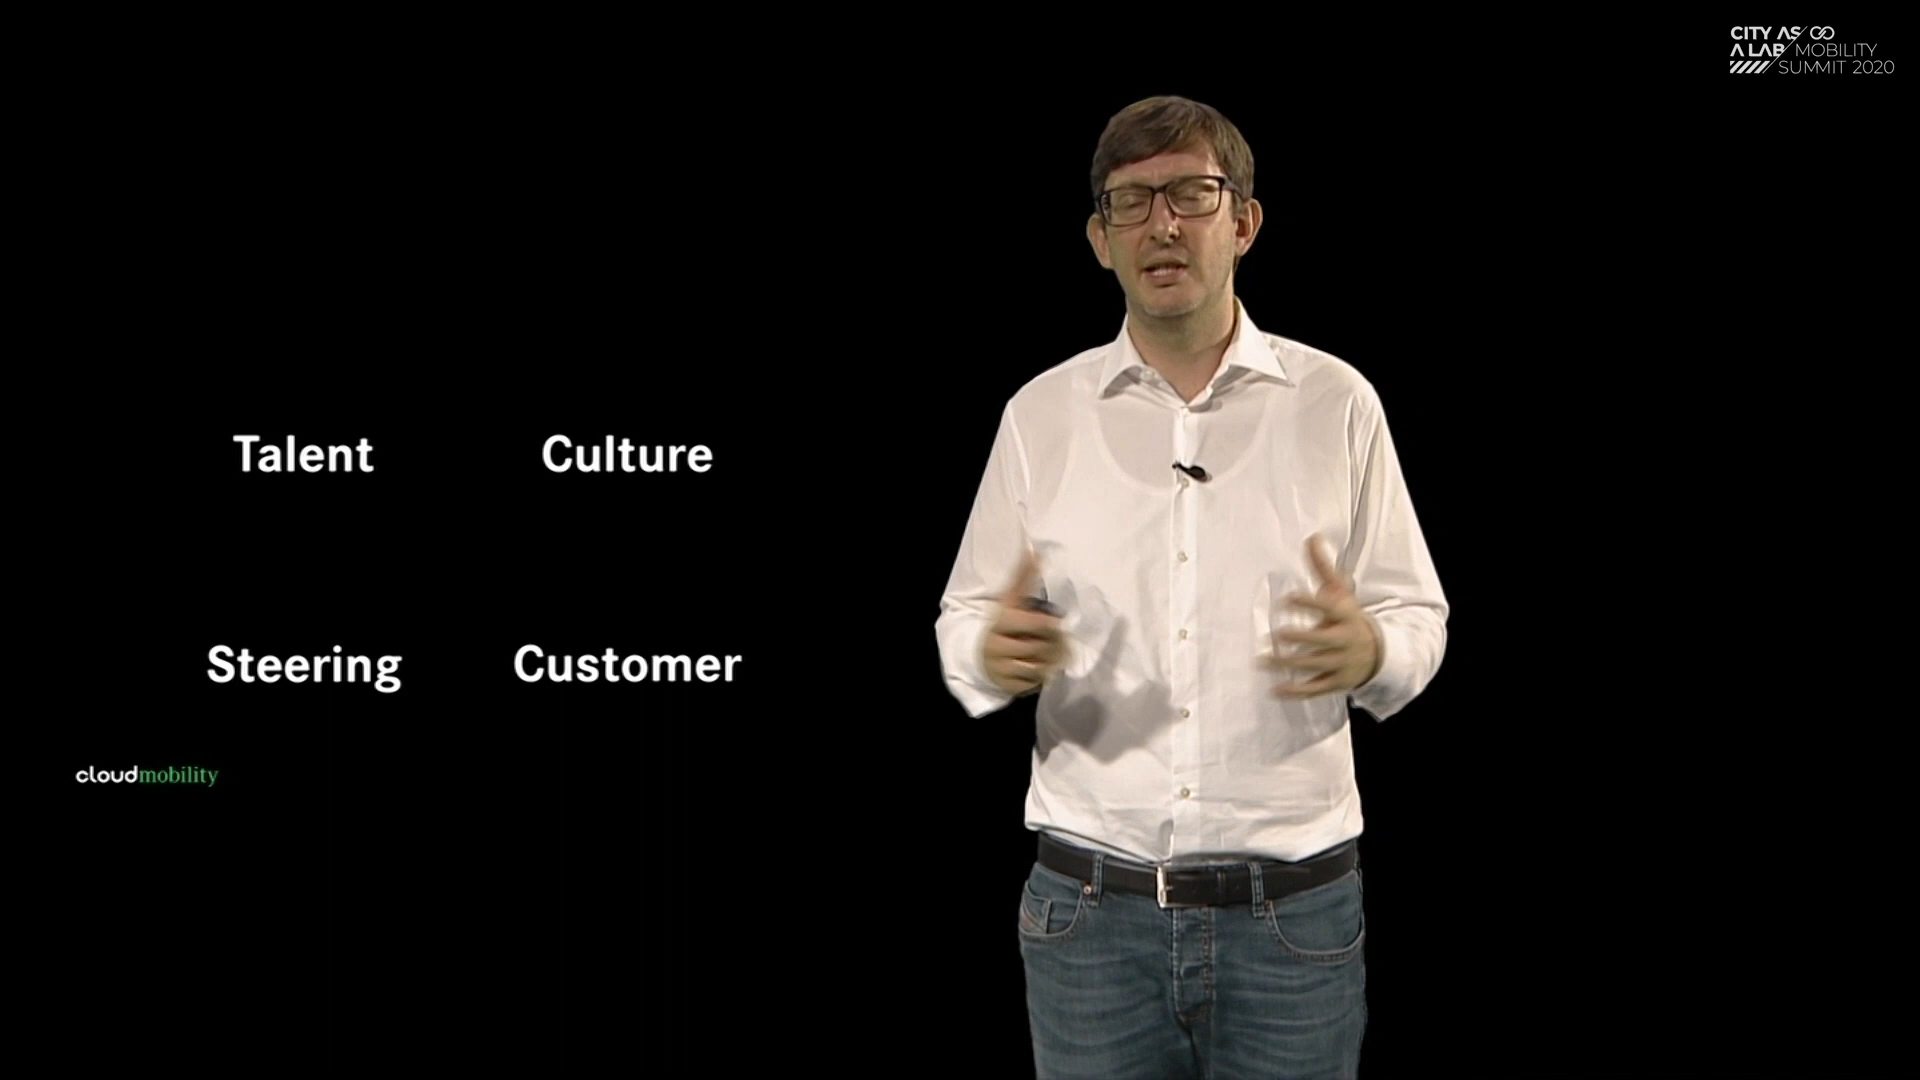 CITY AS
A LAB MOBILITY
SUMMIT 2020
Talent Culture
Steering Customer
cloudmobility